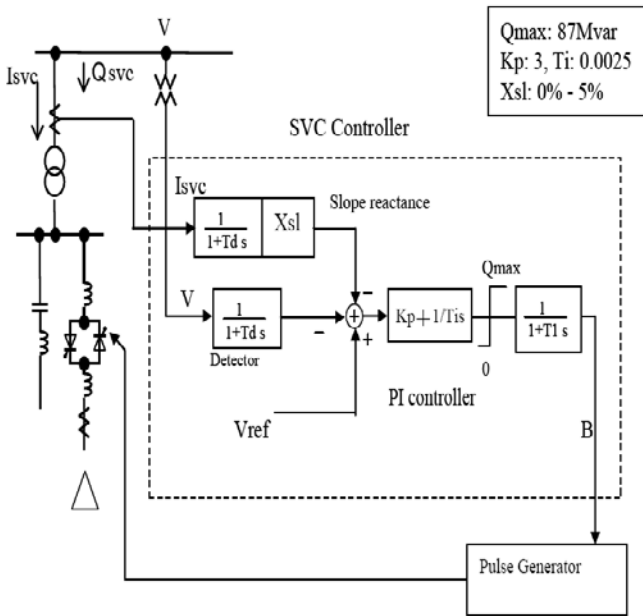 V
Qmax: 87Mvar
Kp: 3, Ti: 0.0025
Xsl: 0% - 5%
Isvc
Qsvc
SVC Controller
Isvc
1
1+Td s
Xsl
Slope reactance
V
1
1+Td s
Detector
−
−
+
+
Kp+1/Tis
Qmax
0
1
1+T1 s
PI controller
Vref
B
Pulse Generator